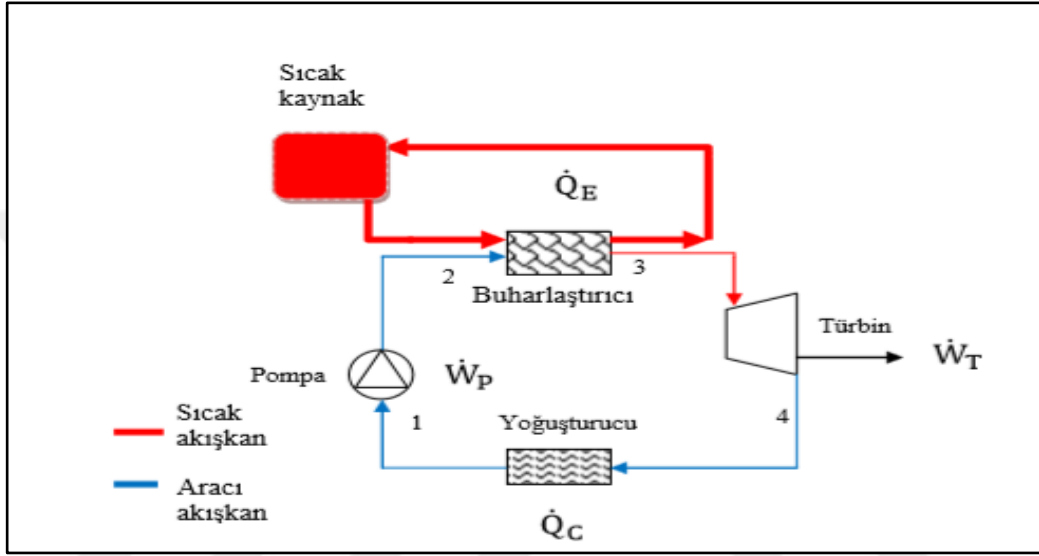 Sıcak
kaynak
Q̇E
2
3
Buharlaştırıcı
Türbin
ẆT
Pompa
ẆP
4
1
Yoğuşturucu
Sıcak
akışkan
Aracı
akışkan
Q̇C